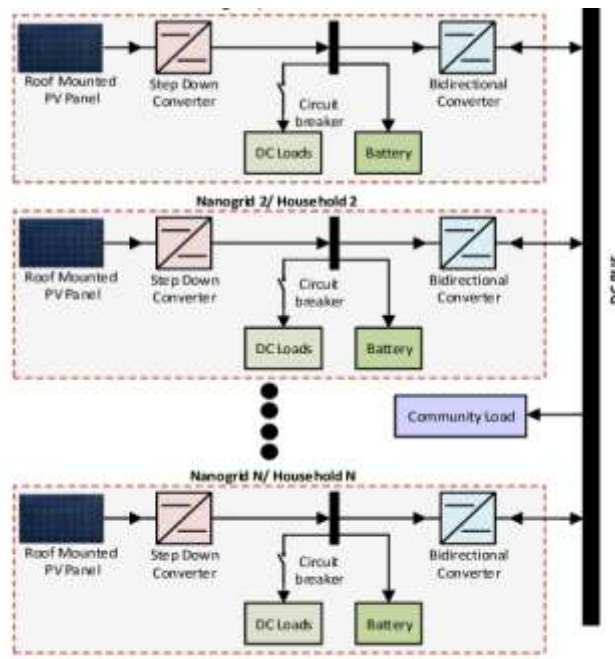 Roof Mounted
PV Panel
Step Down
Converter
Circuit
breaker
Bidirectional
Converter
DC Loads
Battery
Nanogrid 2/ Household 2
Roof Mounted
PV Panel
Step Down
Converter
Circuit
breaker
Bidirectional
Converter
DC Loads
Battery
Community Load
Nanogrid N/ Household N
Roof Mounted
PV Panel
Step Down
Converter
Circuit
breaker
Bidirectional
Converter
DC Loads
Battery